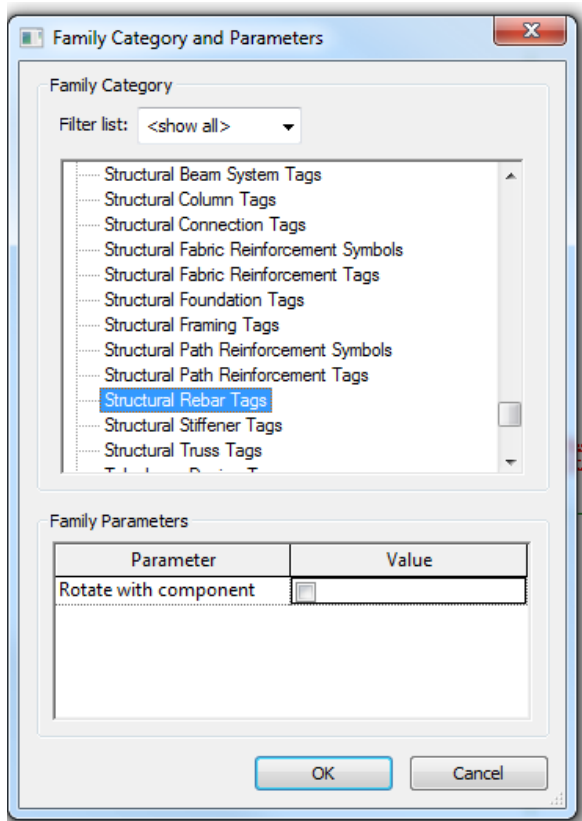 Family Category and Parameters
Family Category
Filter list: <show all>
Structural Beam System Tags
Structural Column Tags
Structural Connection Tags
Structural Fabric Reinforcement Symbols
Structural Fabric Reinforcement Tags
Structural Foundation Tags
Structural Framing Tags
Structural Path Reinforcement Symbols
Structural Path Reinforcement Tags
Structural Rebar Tags
Structural Stiffener Tags
Structural Truss Tags
Family Parameters
Parameter Value
Rotate with component
OK Cancel